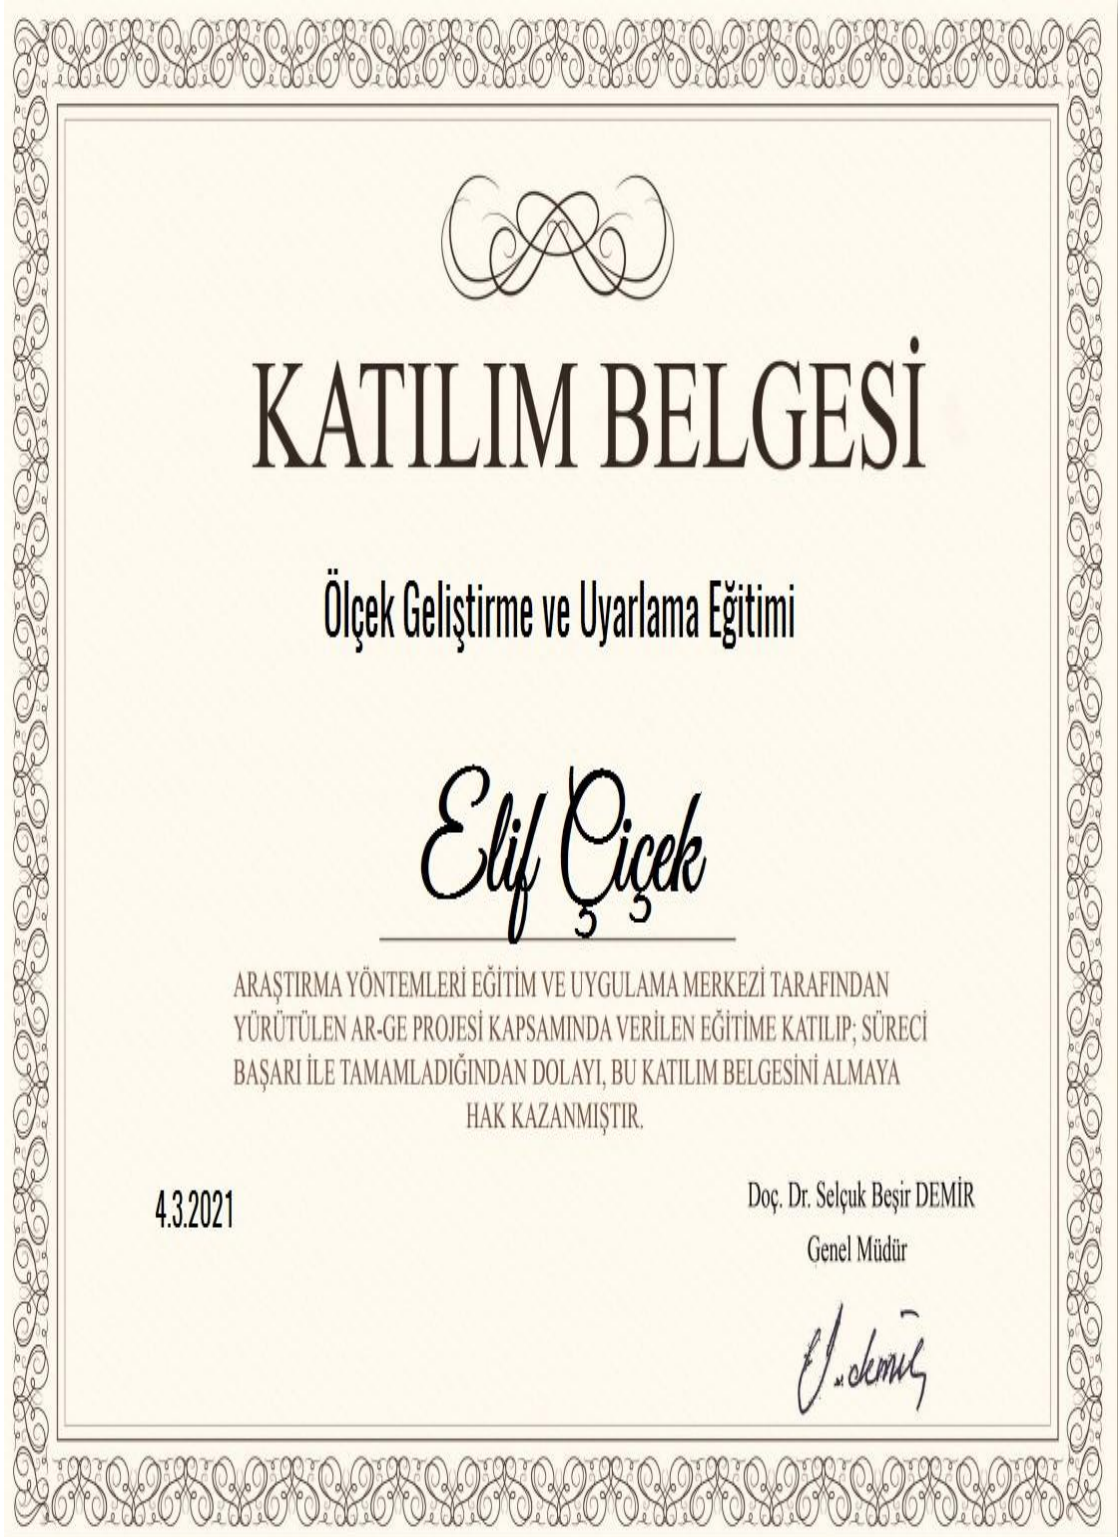 KATILIM BELGESİ
Ölçek Geliştirme ve Uyarlama Eğitimi
Elif Çiçek
ARAŞTIRMA YÖNTEMLERİ EĞİTİM VE UYGULAMA MERKEZİ TARAFINDAN
YÜRÜTÜLEN AR-GE PROJESİ KAPSAMINDA VERİLEN EĞİTİME KATILIP; SÜRECİ
BAŞARI İLE TAMAMLADIĞINDAN DOLAYI, BU KATILIM BELGESİNİ ALMAYA
HAK KAZANMIŞTIR.
4.3.2021
Doç. Dr. Selçuk Beşir DEMİR
Genel Müdür